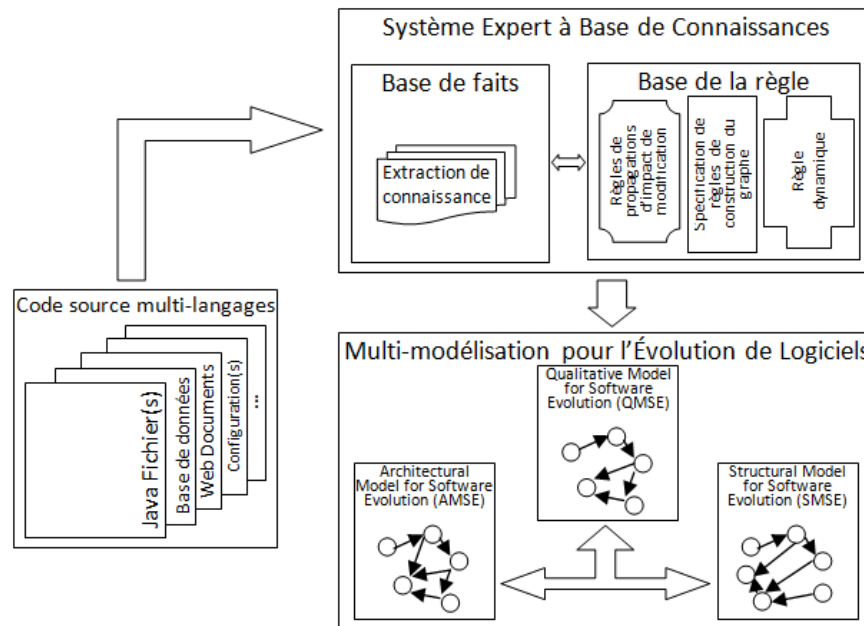 Système Expert à Base de Connaissances
Base de faits
Extraction de
connaissance
Base de la règle
Règles de
propagations
d'impact de
modification
Spécification de
règles de
construction du
graphe
Règle
dynamique
Code source multi-langages
Java Fichier(s)
Base de données
Web Documents
Configuration(s)
...
Multi-modélisation pour l'Évolution de Logiciels
Qualitative Model
for Software
Evolution (QMSE)
Architectural
Model for Software
Evolution (AMSE)
Structural Model
for Software
Evolution (SMSE)